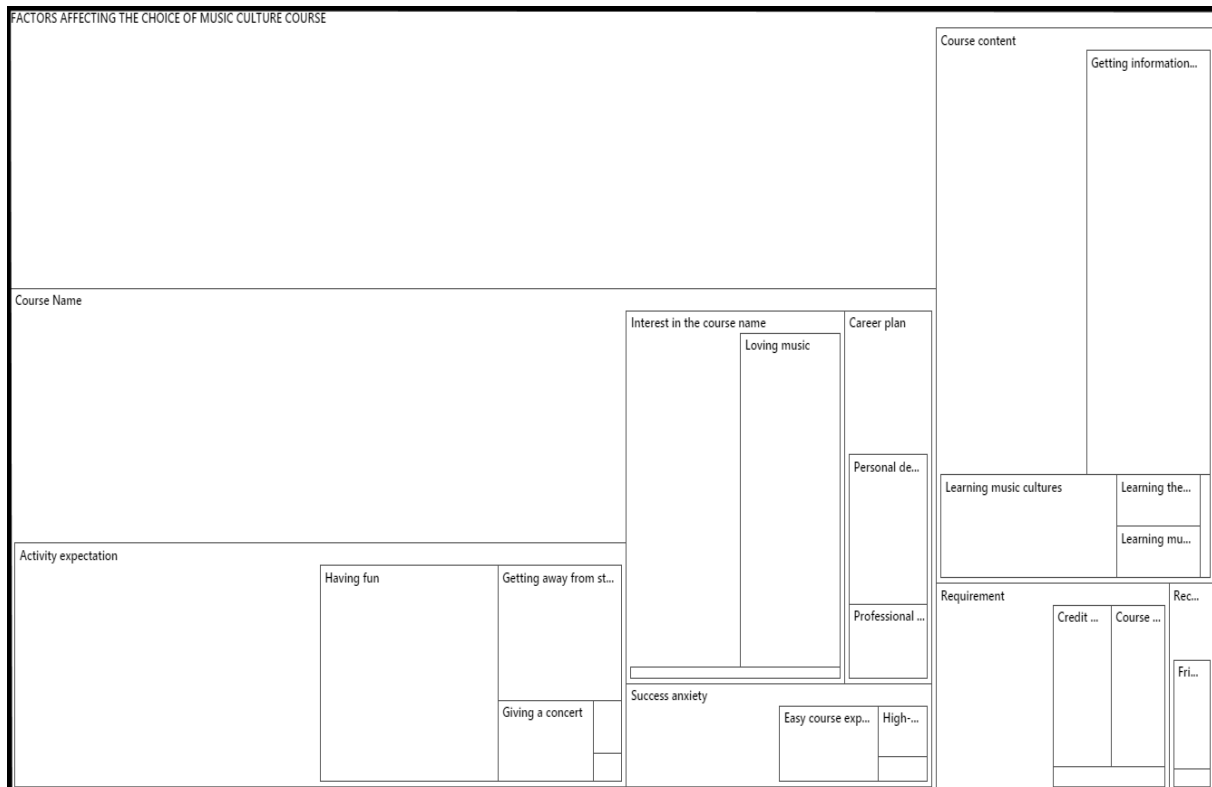 FACTORS AFFECTING THE CHOICE OF MUSIC CULTURE COURSE
Course content
Getting information...
Course Name
Interest in the course name
Career plan
Loving music
Personal de...
Learning music cultures
Learning the...
Learning mu...
Activity expectation
Having fun
Getting away from st...
Professional ...
Requirement
Rec...
Credit ...
Course ...
Fri...
Success anxiety
Giving a concert
Easy course exp...
High-...